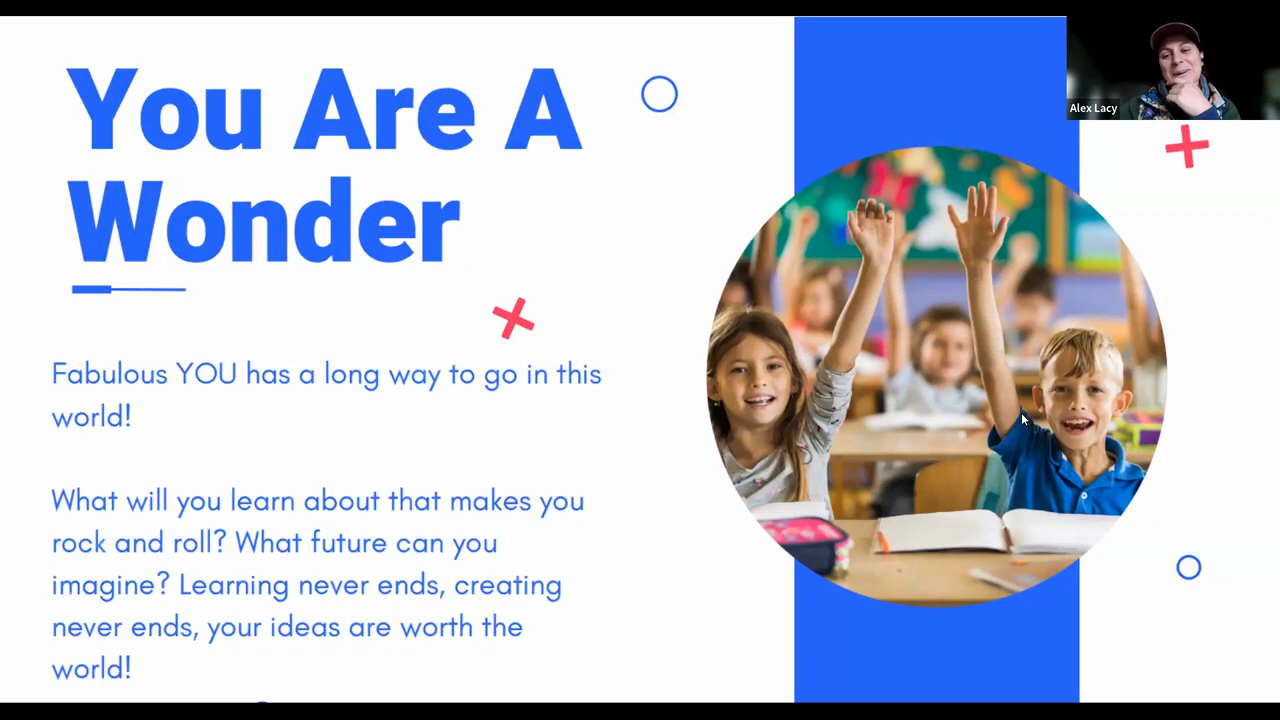 You Are A
Wonder
Fabulous YOU has a long way to go in this
world!
What will you learn about that makes you
rock and roll? What future can you
imagine? Learning never ends, creating
never ends, your ideas are worth the
world!
Alex Lacy